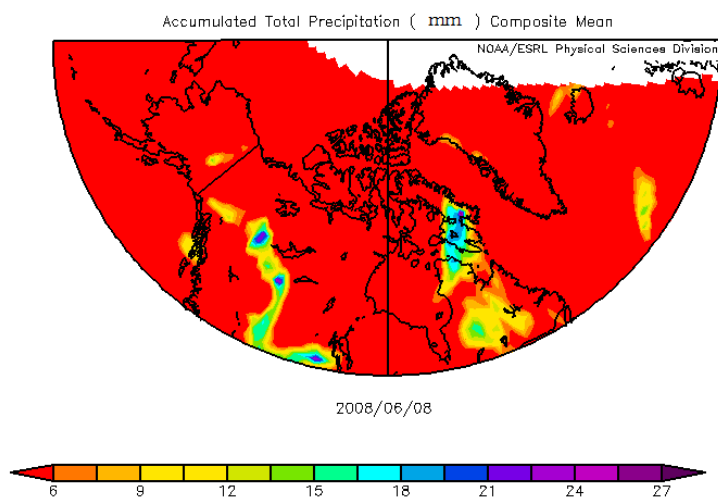 Accumulated Total Precipitation ( mm ) Composite Mean
NOAA/ESRL Physical Sciences Division
2008/06/08
6 9 12 15 18 21 24 27